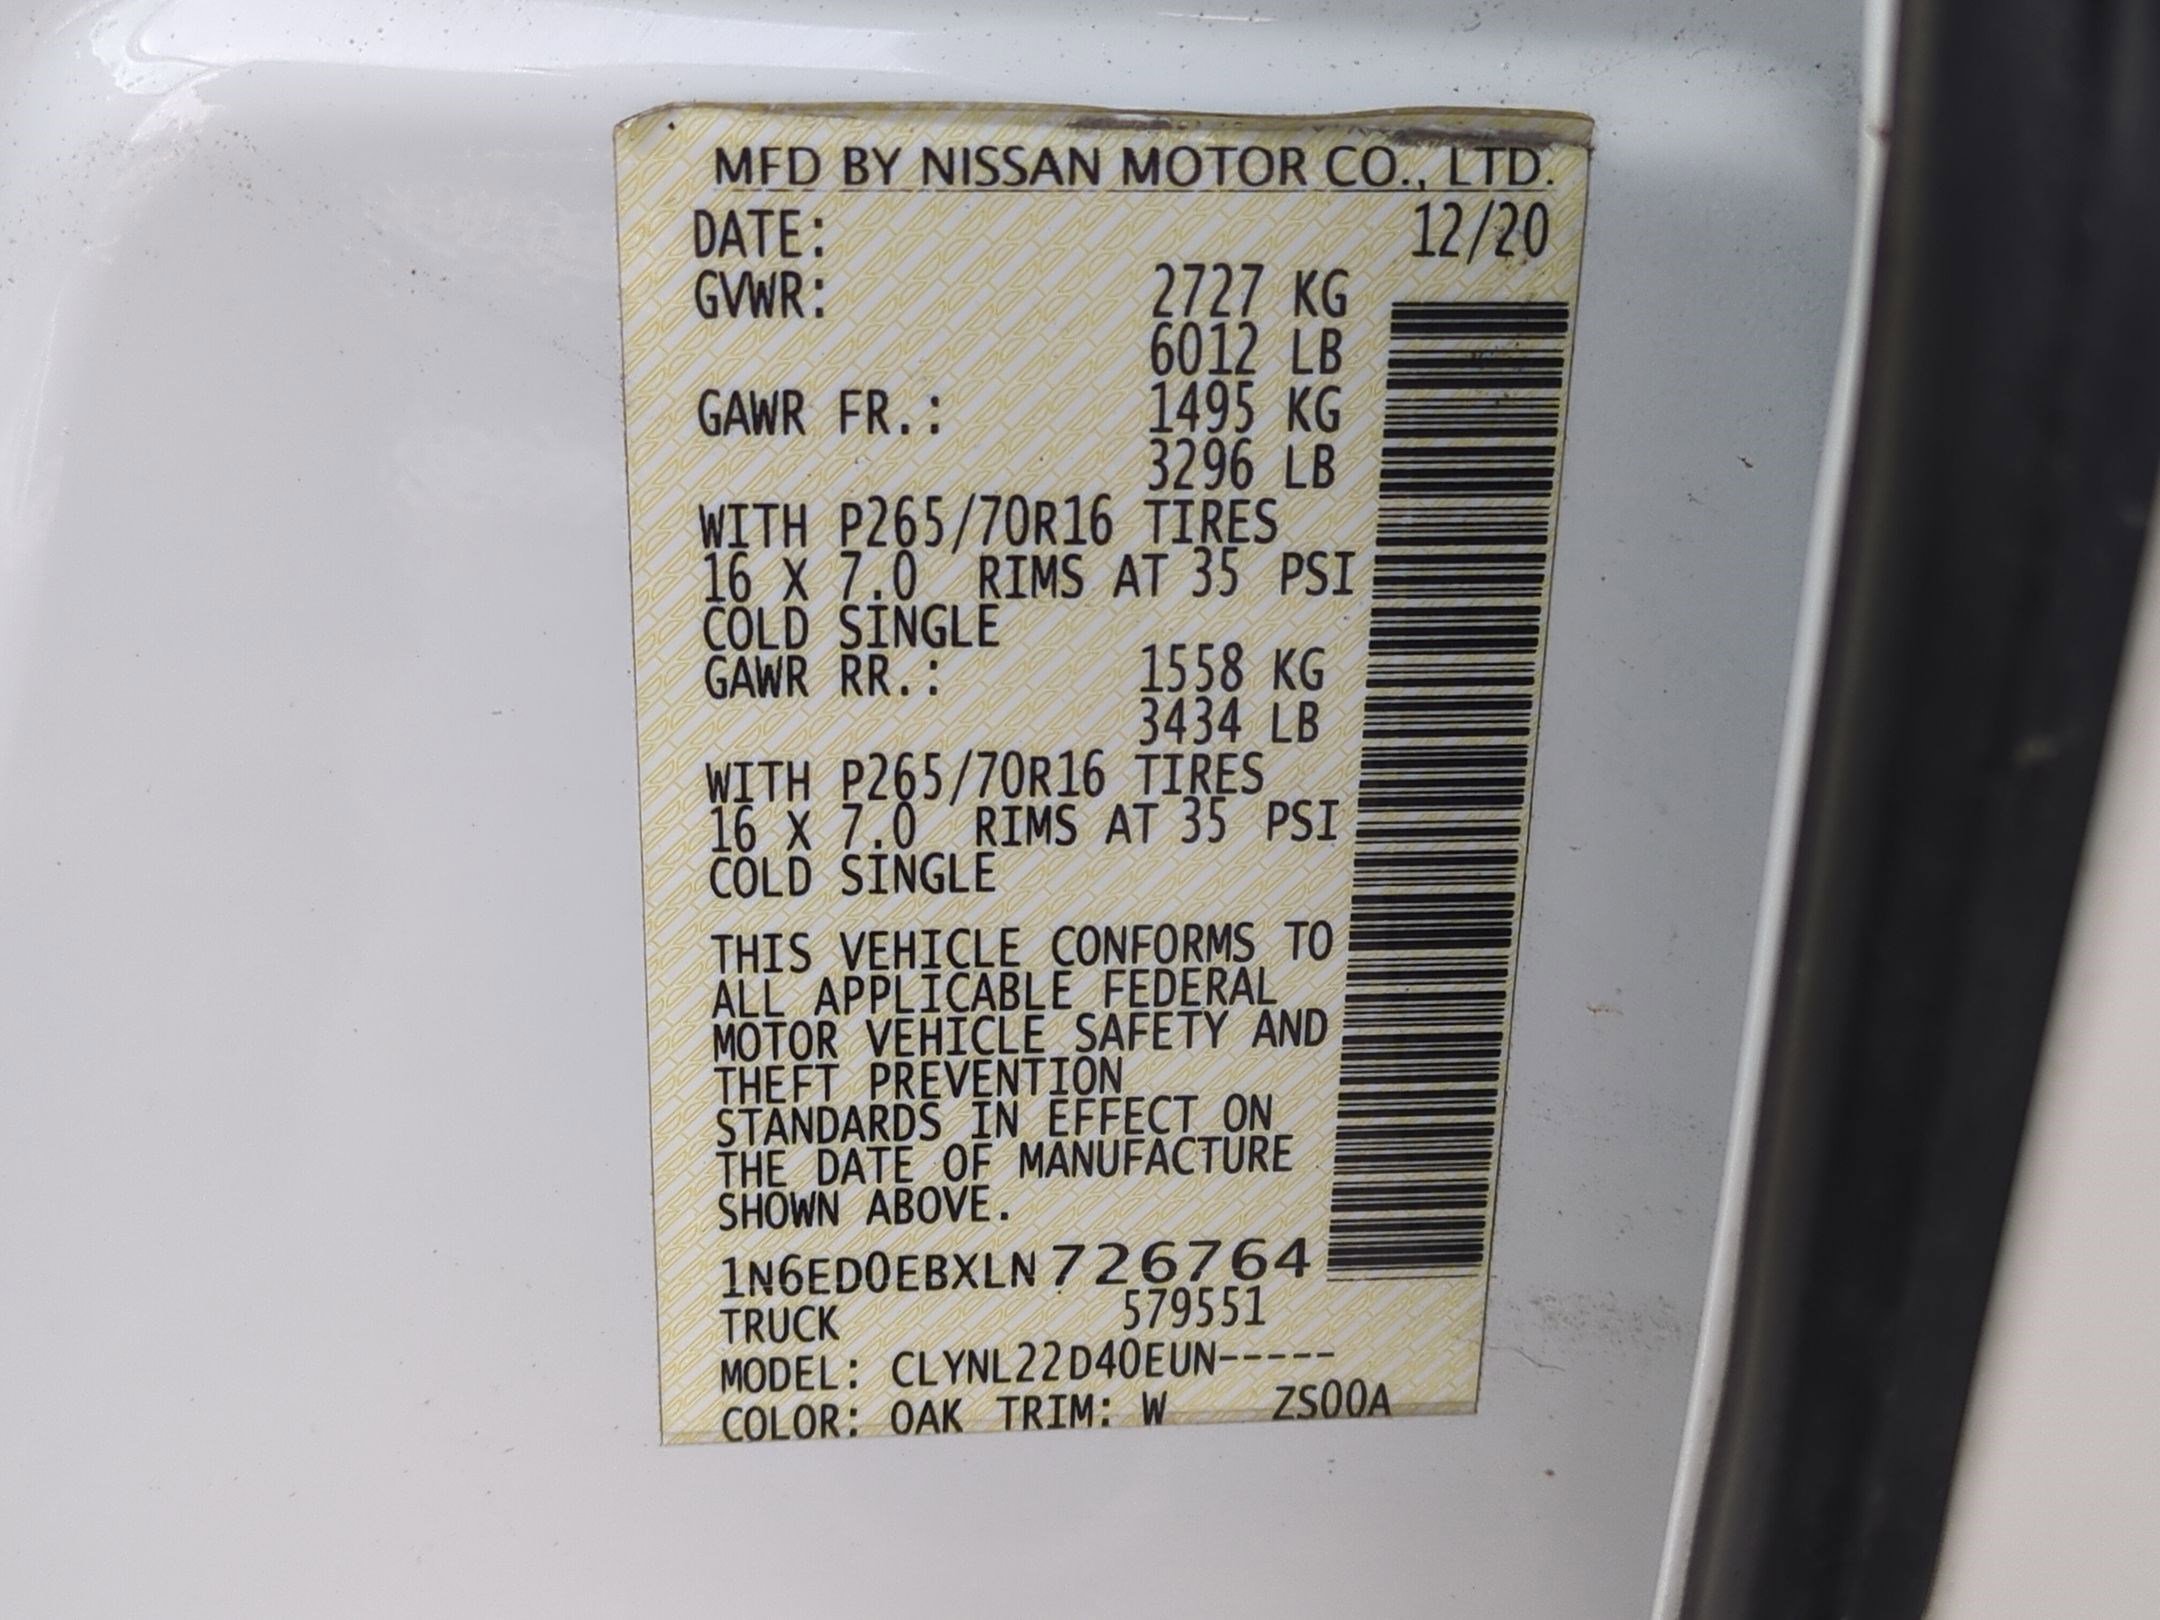 MFD BY NISSAN MOTOR CO., LTD.
DATE: 12/20
GVWR: 2727 KG
6012 LB
GAWR FR.: 1495 KG
3296 LB
WITH P265/70R16 TIRES
16 X 7.0 RIMS AT 35 PSI
COLD SINGLE
GAWR RR.: 1558 KG
3434 LB
WITH P265/70R16 TIRES
16 X 7.0 RIMS AT 35 PSI
COLD SINGLE
THIS VEHICLE CONFORMS TO
ALL APPLICABLE FEDERAL
MOTOR VEHICLE SAFETY AND
THEFT PREVENTION
STANDARDS IN EFFECT ON
THE DATE OF MANUFACTURE
SHOWN ABOVE.
1N6ED0EBXLN726764
TRUCK 579551
MODEL: CLYNL22D40EUN-----
COLOR: QAK TRIM: W ZS00A